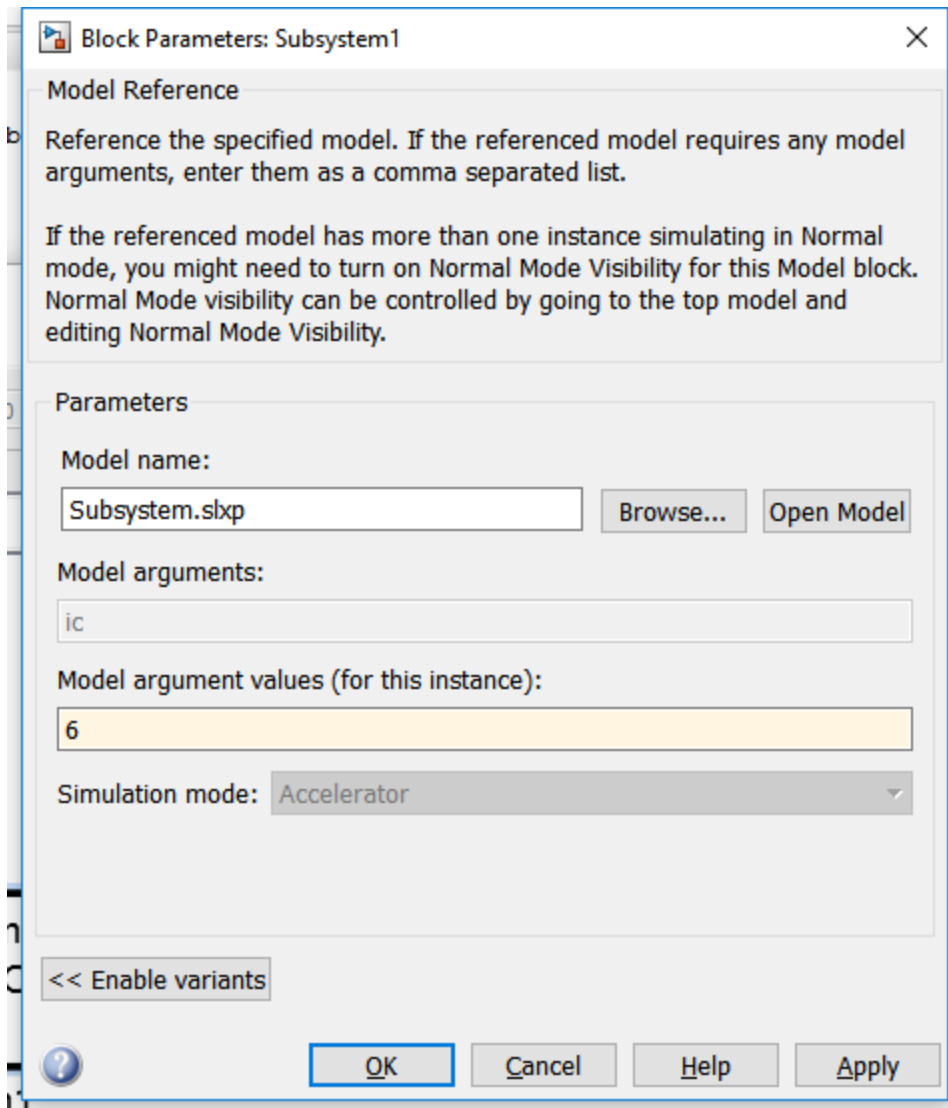 Block Parameters: Subsystem1
Model Reference
Reference the specified model. If the referenced model requires any model
arguments, enter them as a comma separated list.
If the referenced model has more than one instance simulating in Normal
mode, you might need to turn on Normal Mode Visibility for this Model block.
Normal Mode visibility can be controlled by going to the top model and
editing Normal Mode Visibility.
Parameters
Model name:
Subsystem.slxp Browse... Open Model
Model arguments:
ic
Model argument values (for this instance):
6
Simulation mode: Accelerator
<< Enable variants
? OK Cancel Help Apply